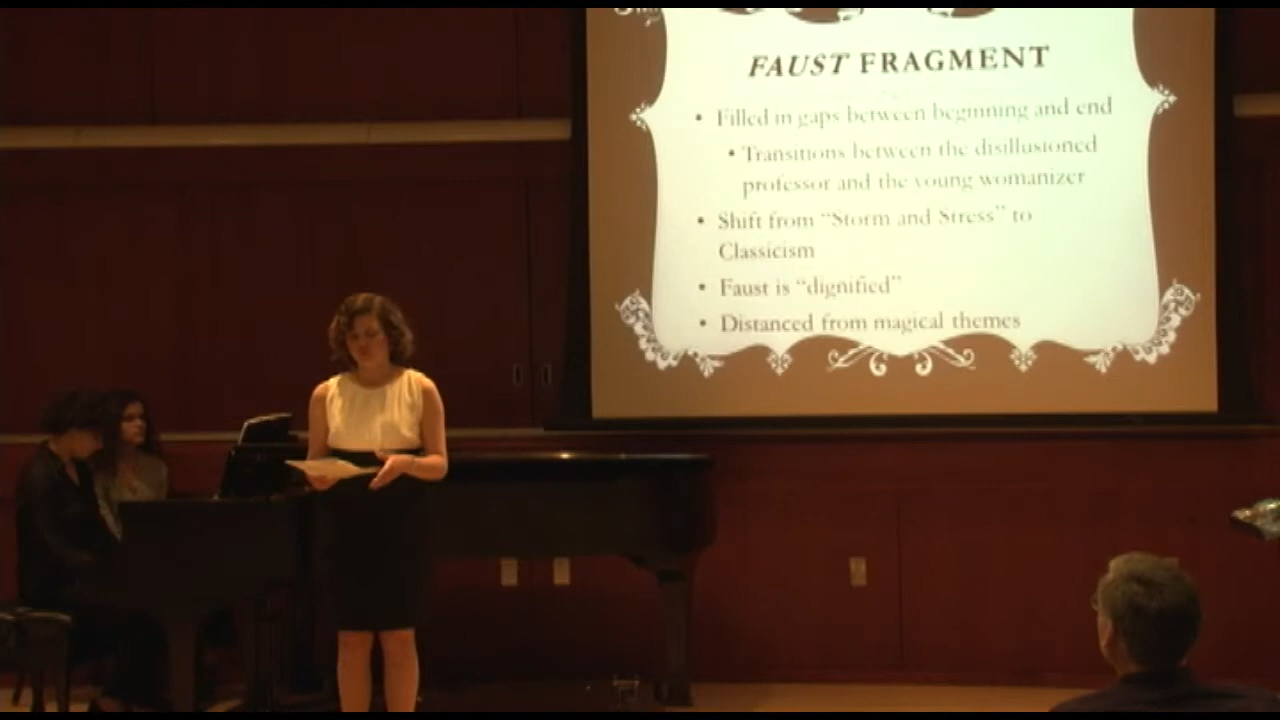 FAUST FRAGMENT
• Filled in gaps between beginning and end
• Transitions between the disillusioned
professor and the young womanizer
• Shift from “Storm and Stress” to
Classicism
• Faust is “dignified”
• Distanced from magical themes